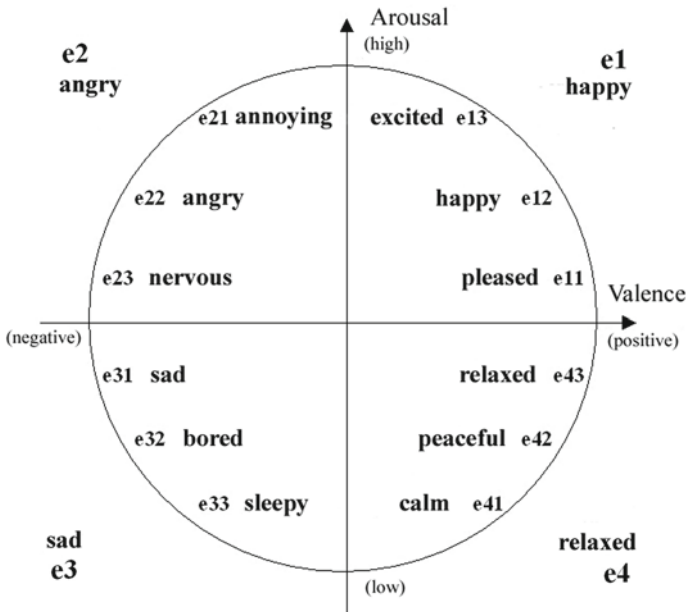 Arousal
(high)
e2
angry
e1
happy
e21 annoying
excited e13
e22 angry
happy e12
e23 nervous
pleased e11
Valence
(negative)
(positive)
e31 sad
relaxed e43
e32 bored
peaceful e42
e33 sleepy
calm e41
sad
e3
relaxed
e4
(low)